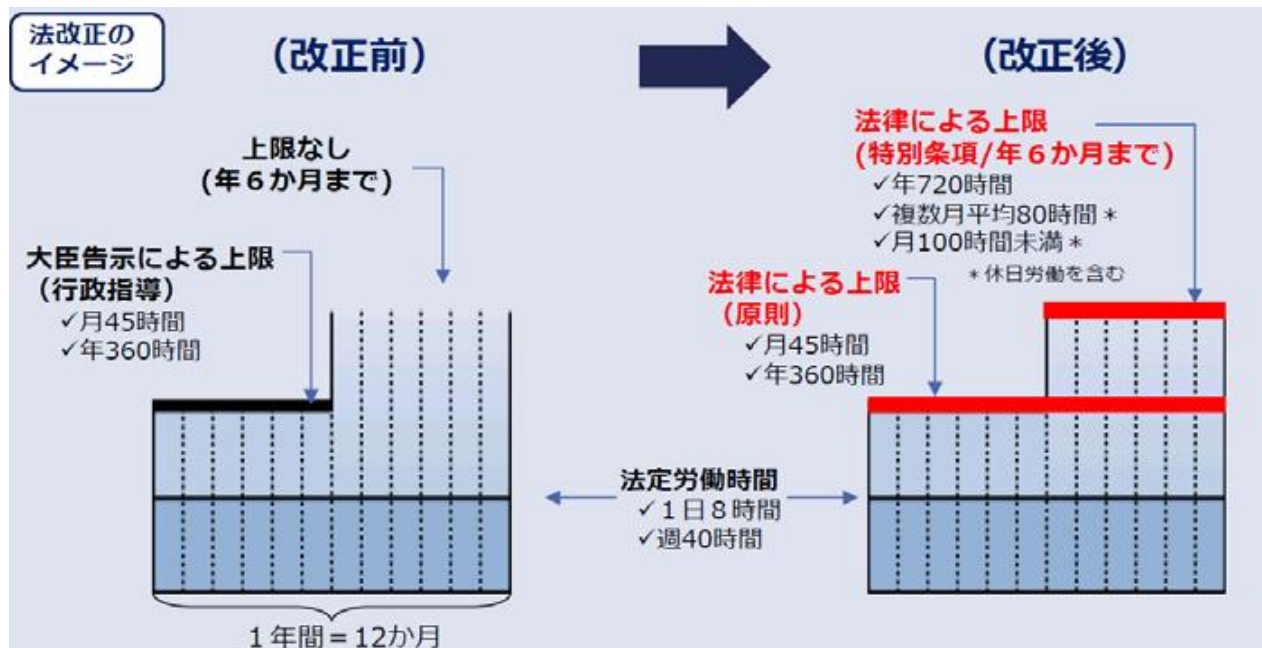 法改正の
イメージ
（改正前）
（改正後）
上限なし
(年６か月まで)
大臣告示による上限
（行政指導）
✓月45時間
✓年360時間
法律による上限
(特別条項/年６か月まで)
✓年720時間
✓複数月平均80時間＊
✓月100時間未満＊
＊休日労働を含む
法律による上限
（原則）
✓月45時間
✓年360時間
法定労働時間
✓１日８時間
✓週40時間
１年間＝12か月